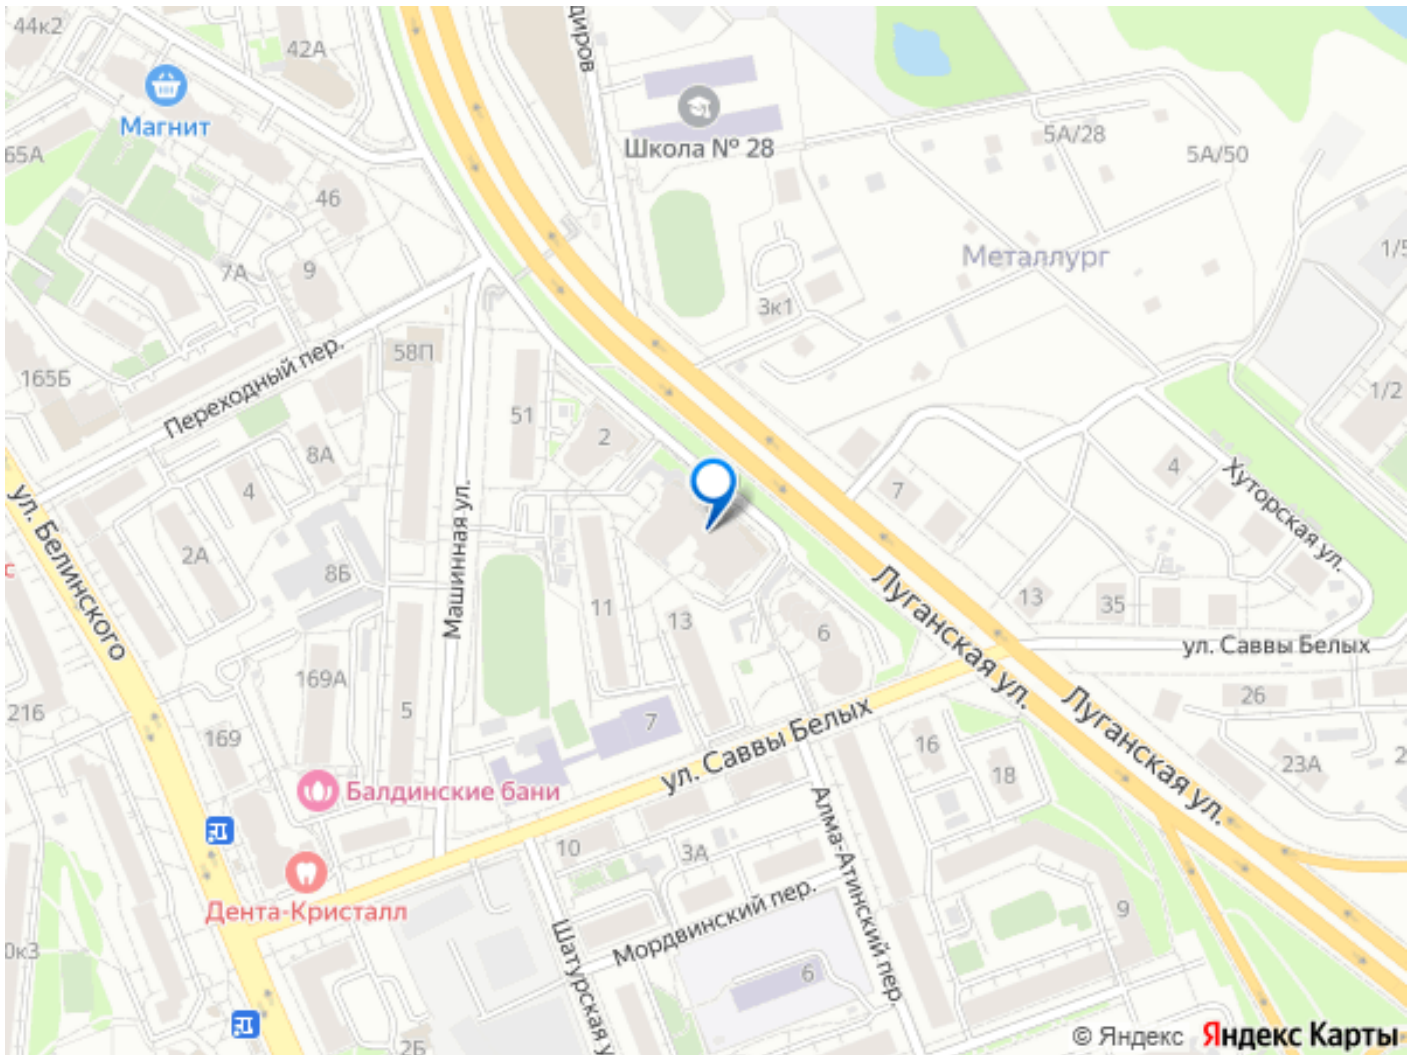 44к2
42А
Магнит
65А
46
7А
9
Школа № 28
5А/28
5А/50
Металлург
1/5
3к1
58П
165Б
Переходный пер.
51
2
1/2
8А
4
ул. Белинского
2А
8Б
Машинная ул.
7
4
Хуторская ул.
11
13
6
Луганская ул.
13
35
ул. Саввы Белых
216
169А
5
169
7
ул. Саввы Белых
16
18
Луганская ул.
26
23А
2
Балдинские бани
Дента-Кристалл
10
3А
Алма-Атинский пер.
Мордвинский пер.
9
Шатурская у
6
0к3
2Б
© Яндекс Яндекс Карты